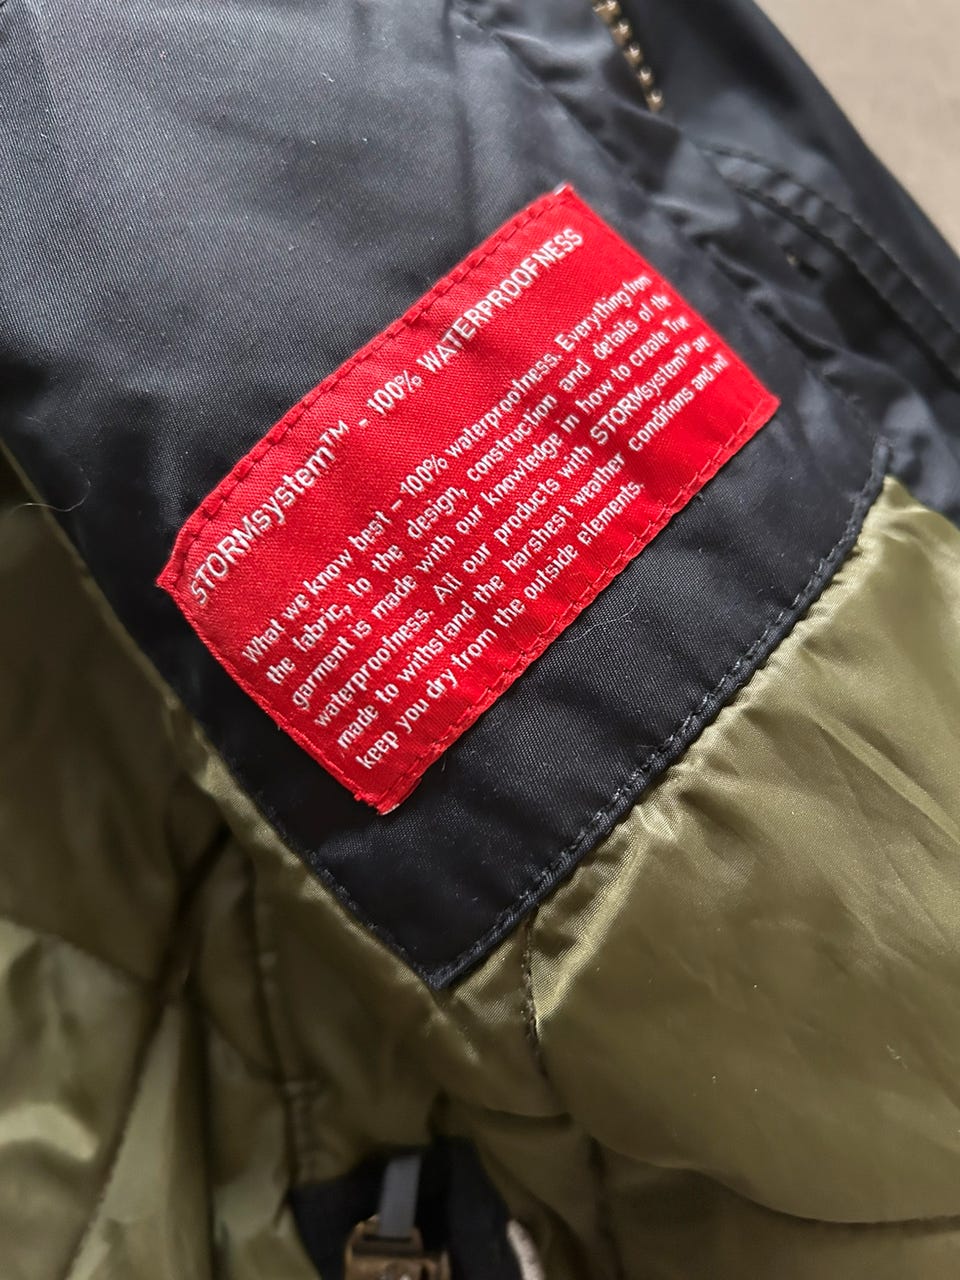 STORMsystem™ - 100% WATERPROOFNESS
What we know best – 100% waterproofness. Everything from
the fabric, to the design, construction and details of the
garment is made with our knowledge in how to create True
waterproofness. All our products with STORMsystem™ are
made to withstand the harshest weather conditions and will
keep you dry from the outside elements.